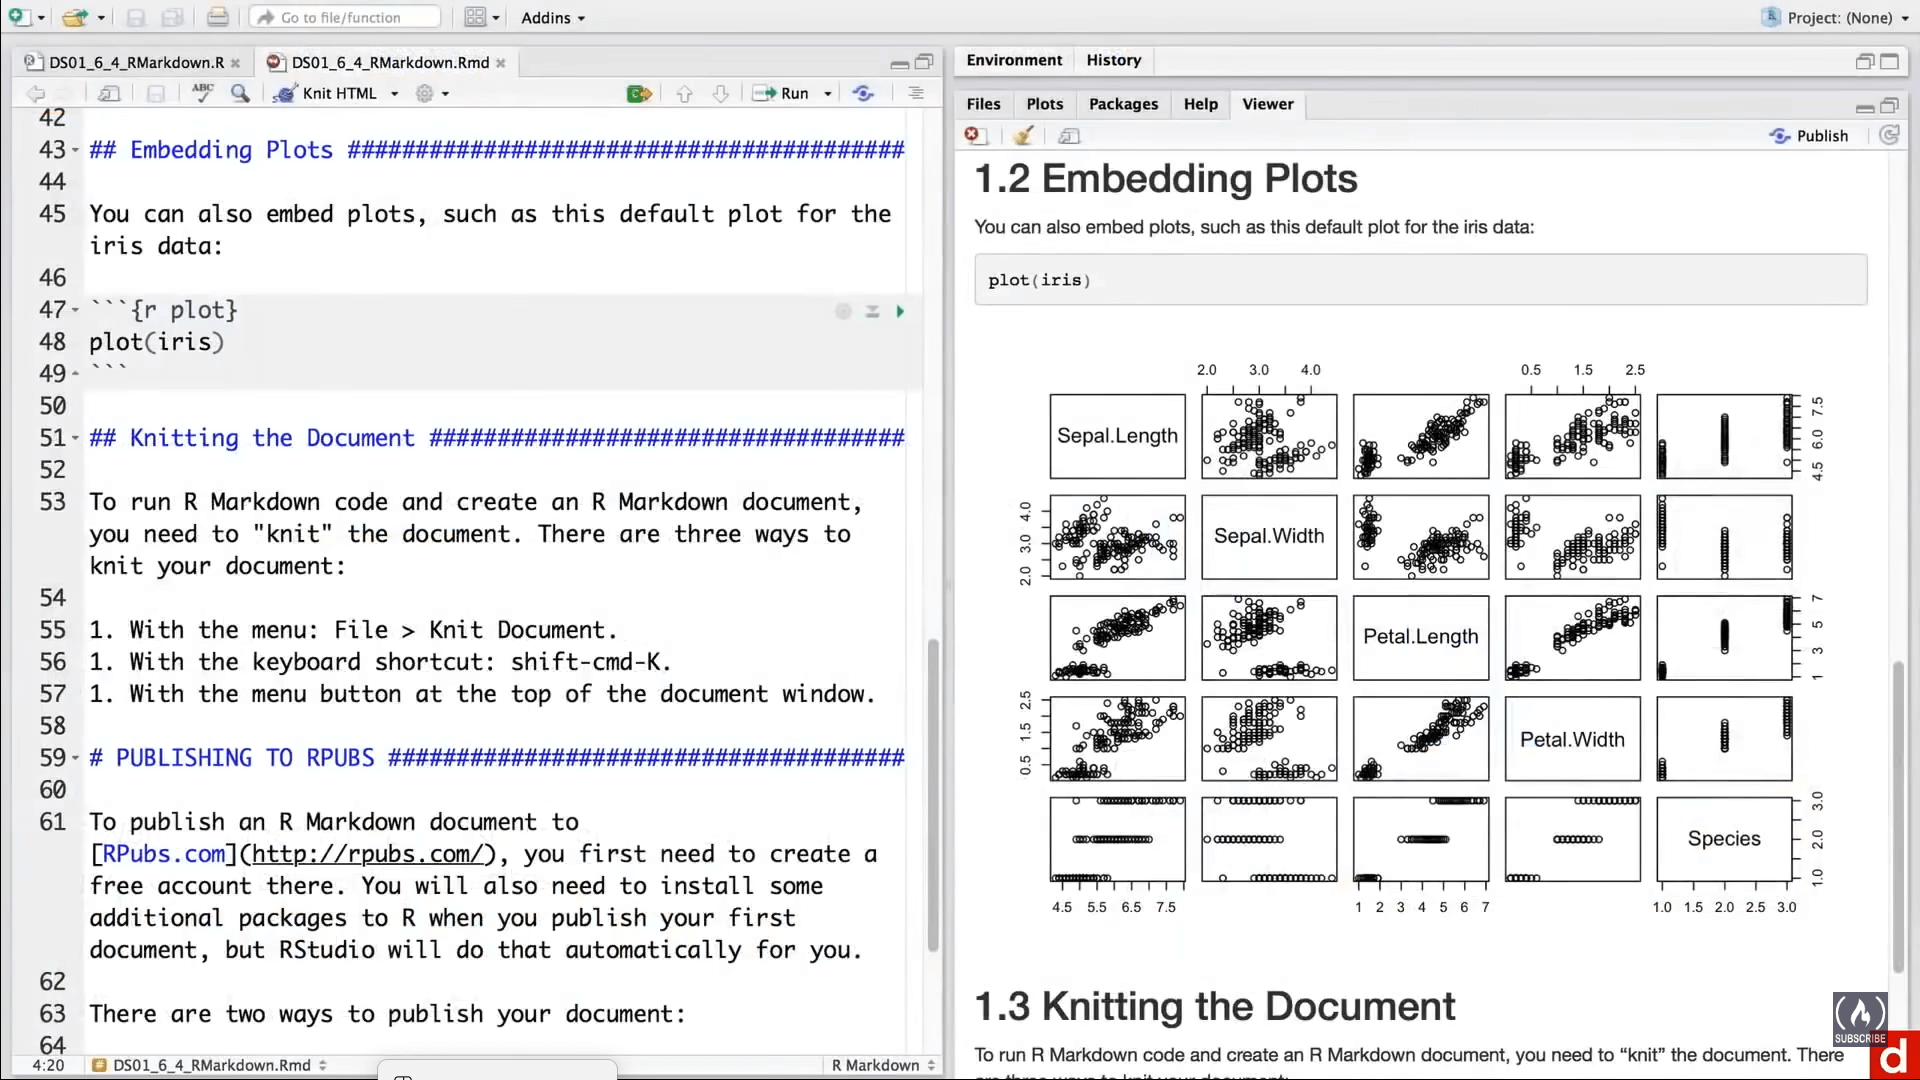 Go to file/function
Addins
Project: (None)
DS01_6_4_RMarkdown.R
DS01_6_4_RMarkdown.Rmd
ABC
Knit HTML
Run
42
43 ## Embedding Plots #########################################
44
45 You can also embed plots, such as this default plot for the
iris data:
46
47 ```{r plot}
48 plot(iris)
49 ```
50
51 ## Knitting the Document ###################################
52
53 To run R Markdown code and create an R Markdown document,
you need to "knit" the document. There are three ways to
knit your document:
54
55 1. With the menu: File > Knit Document.
56 1. With the keyboard shortcut: shift-cmd-K.
57 1. With the menu button at the top of the document window.
58
59 # PUBLISHING TO RPUBS ######################################
60
61 To publish an R Markdown document to
[RPubs.com](http://rpubs.com/), you first need to create a
free account there. You will also need to install some
additional packages to R when you publish your first
document, but RStudio will do that automatically for you.
62
63 There are two ways to publish your document:
64
4:20 DS01_6_4_RMarkdown.Rmd R Markdown
Environment History
Files Plots Packages Help Viewer
Publish
1.2 Embedding Plots
You can also embed plots, such as this default plot for the iris data:
plot(iris)
2.0 3.0 4.0 0.5 1.5 2.5
Sepal.Length 4.5 6.0 7.5
2.0 3.0 4.0 Sepal.Width
Petal.Length 1 3 5 7
0.5 1.5 2.5 Petal.Width
Species 1.0 2.0 3.0
4.5 5.5 6.5 7.5 1 2 3 4 5 6 7 1.0 1.5 2.0 2.5 3.0
1.3 Knitting the Document
To run R Markdown code and create an R Markdown document, you need to “knit” the document. There
are three ways to knit your document:
SUBSCRIBE
d